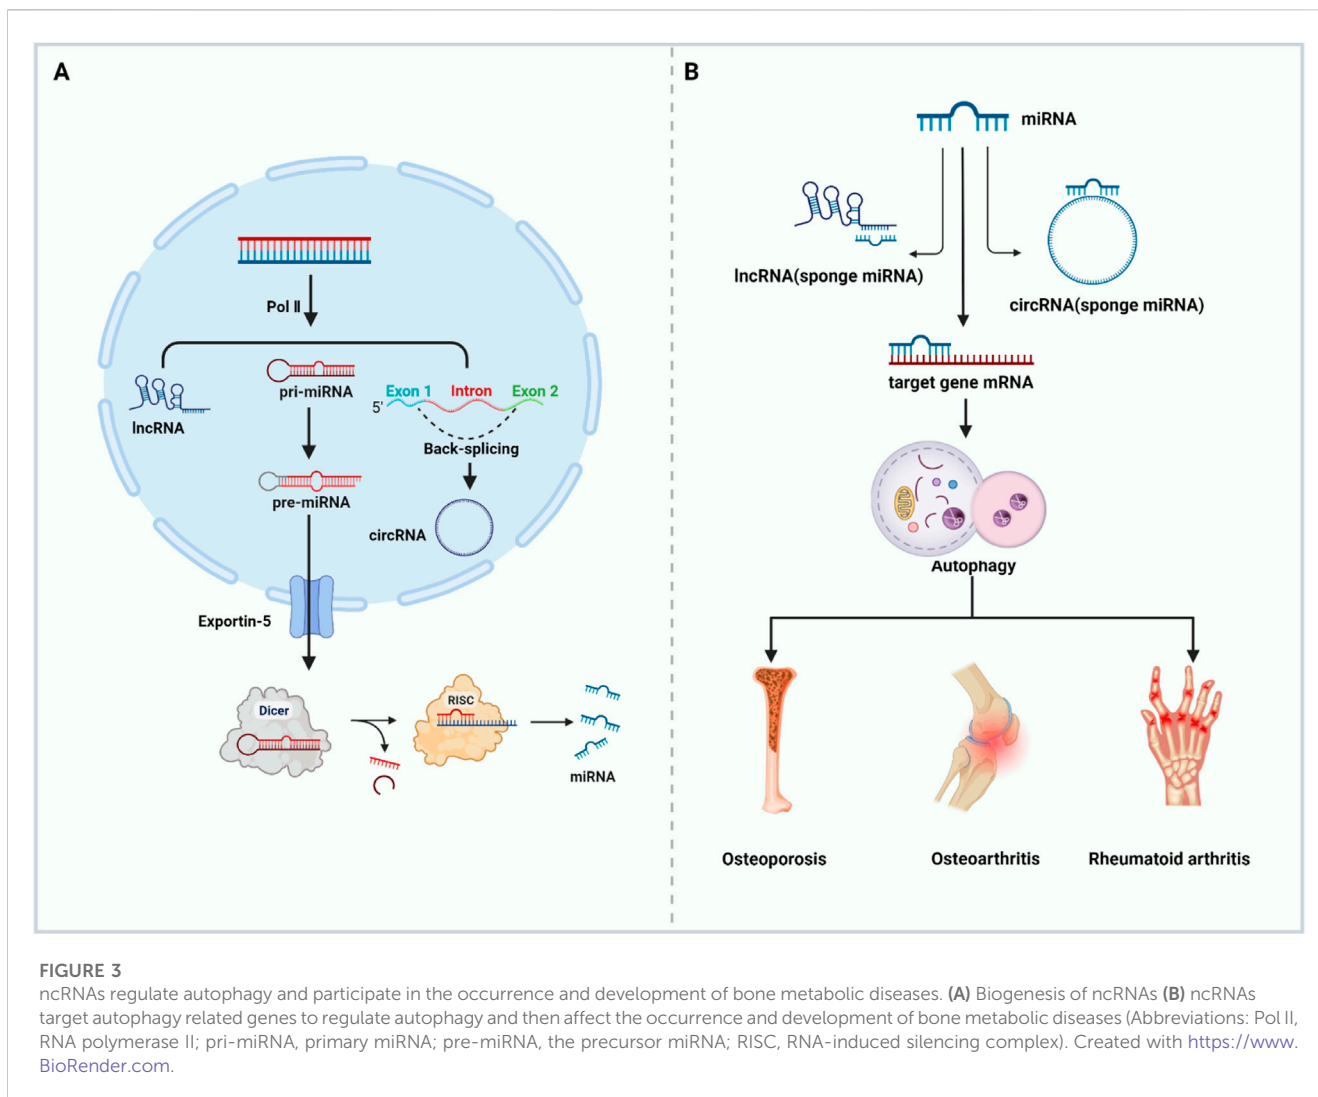 A
Pol II
lncRNA
pri-miRNA
Exon 1 Intron Exon 2
5'
Back-splicing
pre-miRNA
circRNA
Exportin-5
Dicer
RISC
miRNA
B
miRNA
lncRNA(sponge miRNA)
circRNA(sponge miRNA)
target gene mRNA
Autophagy
Osteoporosis
Osteoarthritis
Rheumatoid arthritis
FIGURE 3
ncRNAs regulate autophagy and participate in the occurrence and development of bone metabolic diseases. (A) Biogenesis of ncRNAs (B) ncRNAs
target autophagy related genes to regulate autophagy and then affect the occurrence and development of bone metabolic diseases (Abbreviations: Pol II,
RNA polymerase II; pri-miRNA, primary miRNA; pre-miRNA, the precursor miRNA; RISC, RNA-induced silencing complex). Created with https://www.
BioRender.com.